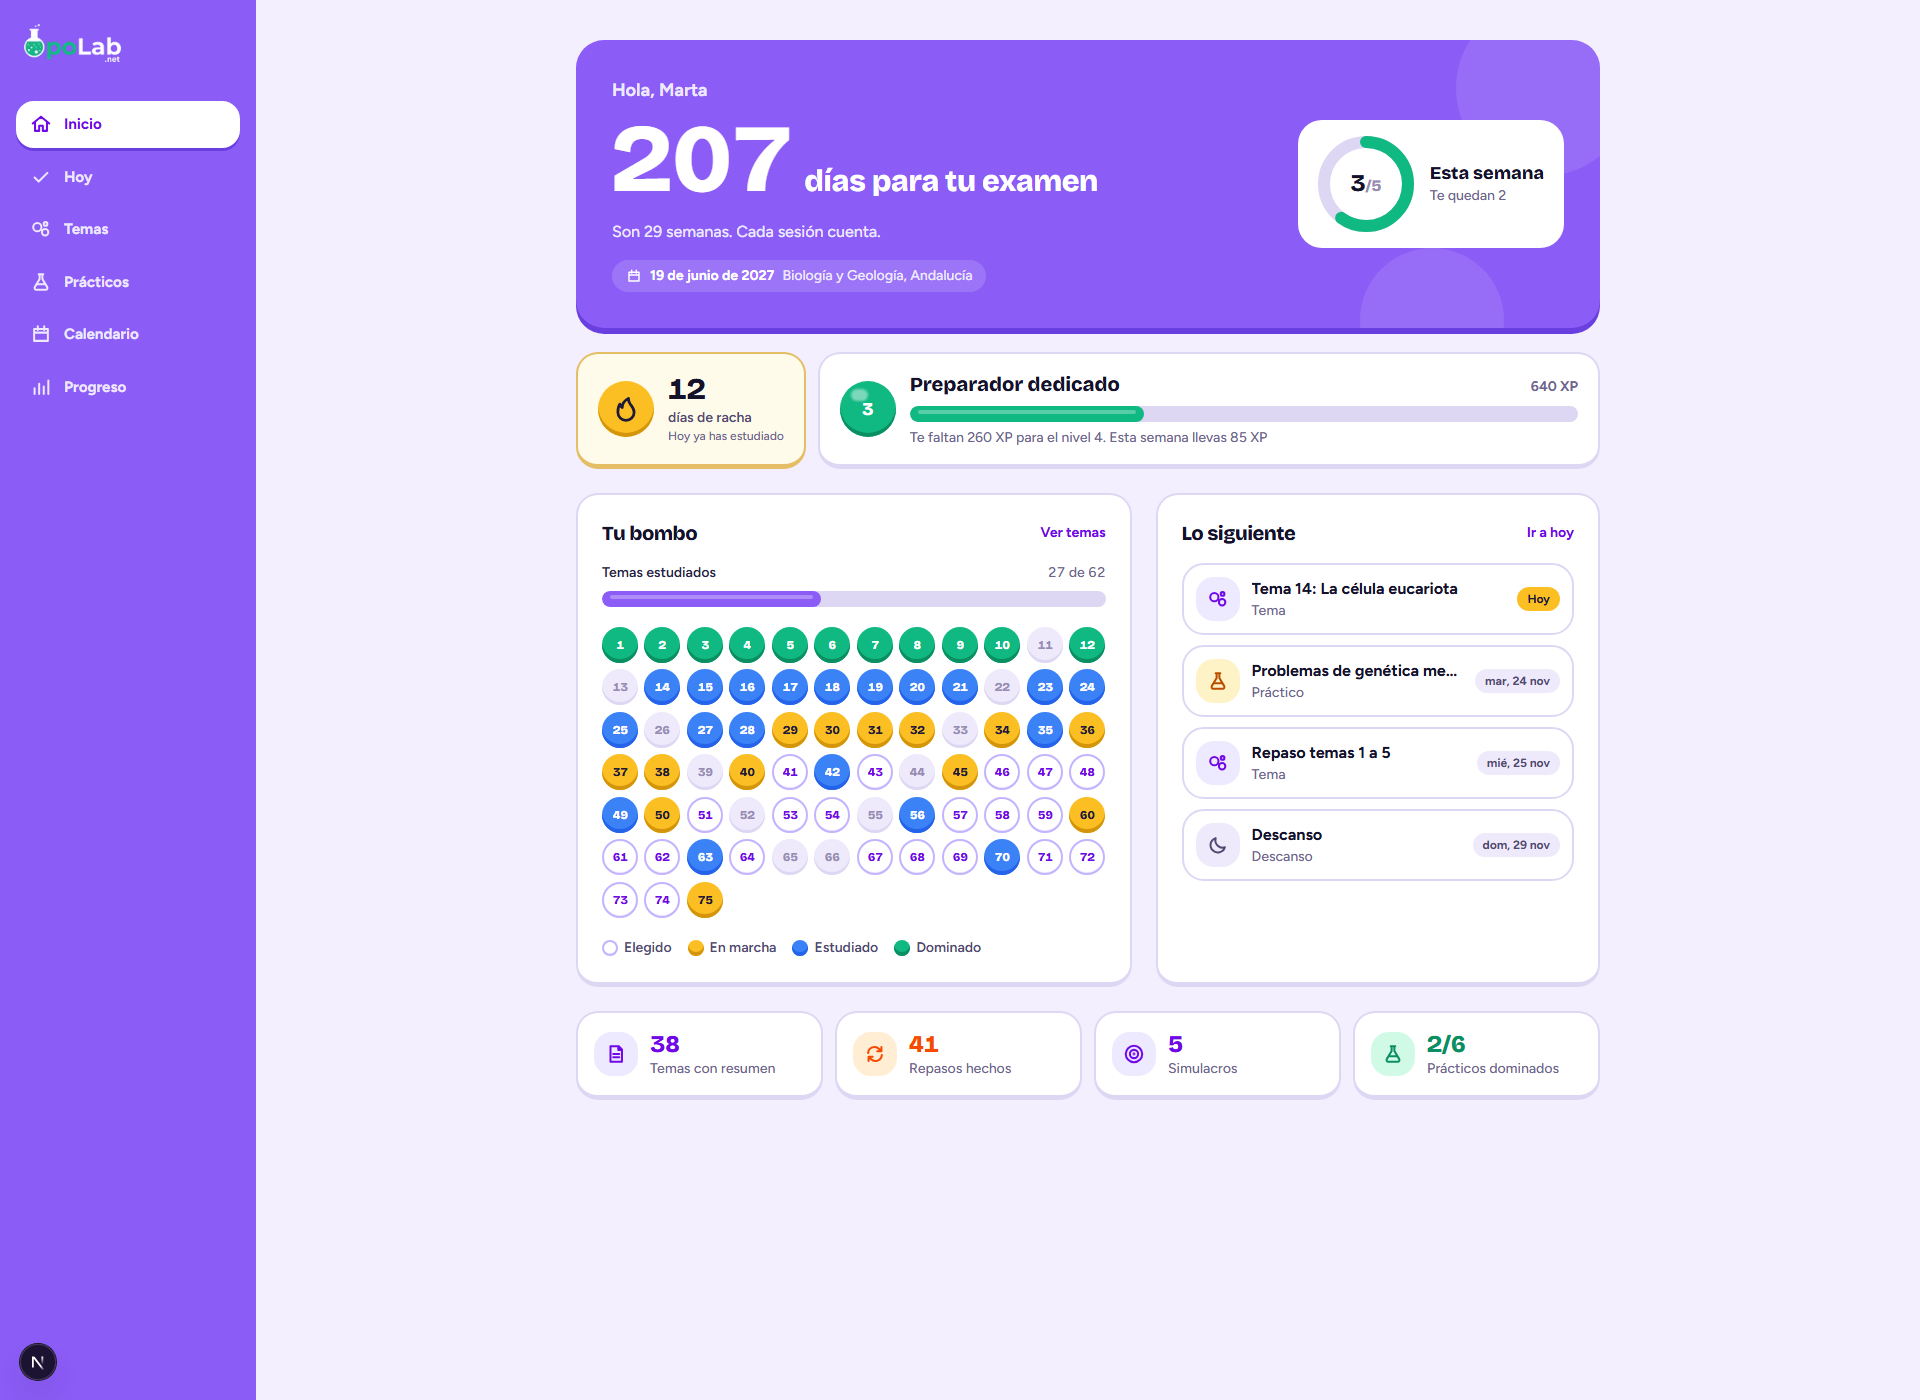 poLab
.net
Inicio
Hoy
Temas
Prácticos
Calendario
Progreso
N
Hola, Marta
207 días para tu examen
Son 29 semanas. Cada sesión cuenta.
19 de junio de 2027 Biología y Geología, Andalucía
3/5
Esta semana
Te quedan 2
12
días de racha
Hoy ya has estudiado
3
Preparador dedicado
640 XP
Te faltan 260 XP para el nivel 4. Esta semana llevas 85 XP
Tu bombo
Ver temas
Temas estudiados
27 de 62
1 2 3 4 5 6 7 8 9 10 11 12
13 14 15 16 17 18 19 20 21 22 23 24
25 26 27 28 29 30 31 32 33 34 35 36
37 38 39 40 41 42 43 44 45 46 47 48
49 50 51 52 53 54 55 56 57 58 59 60
61 62 63 64 65 66 67 68 69 70 71 72
73 74 75
Elegido En marcha Estudiado Dominado
Lo siguiente
Ir a hoy
Tema 14: La célula eucariota
Tema
Hoy
Problemas de genética me...
Práctico
mar, 24 nov
Repaso temas 1 a 5
Tema
mié, 25 nov
Descanso
Descanso
dom, 29 nov
38
Temas con resumen
41
Repasos hechos
5
Simulacros
2/6
Prácticos dominados